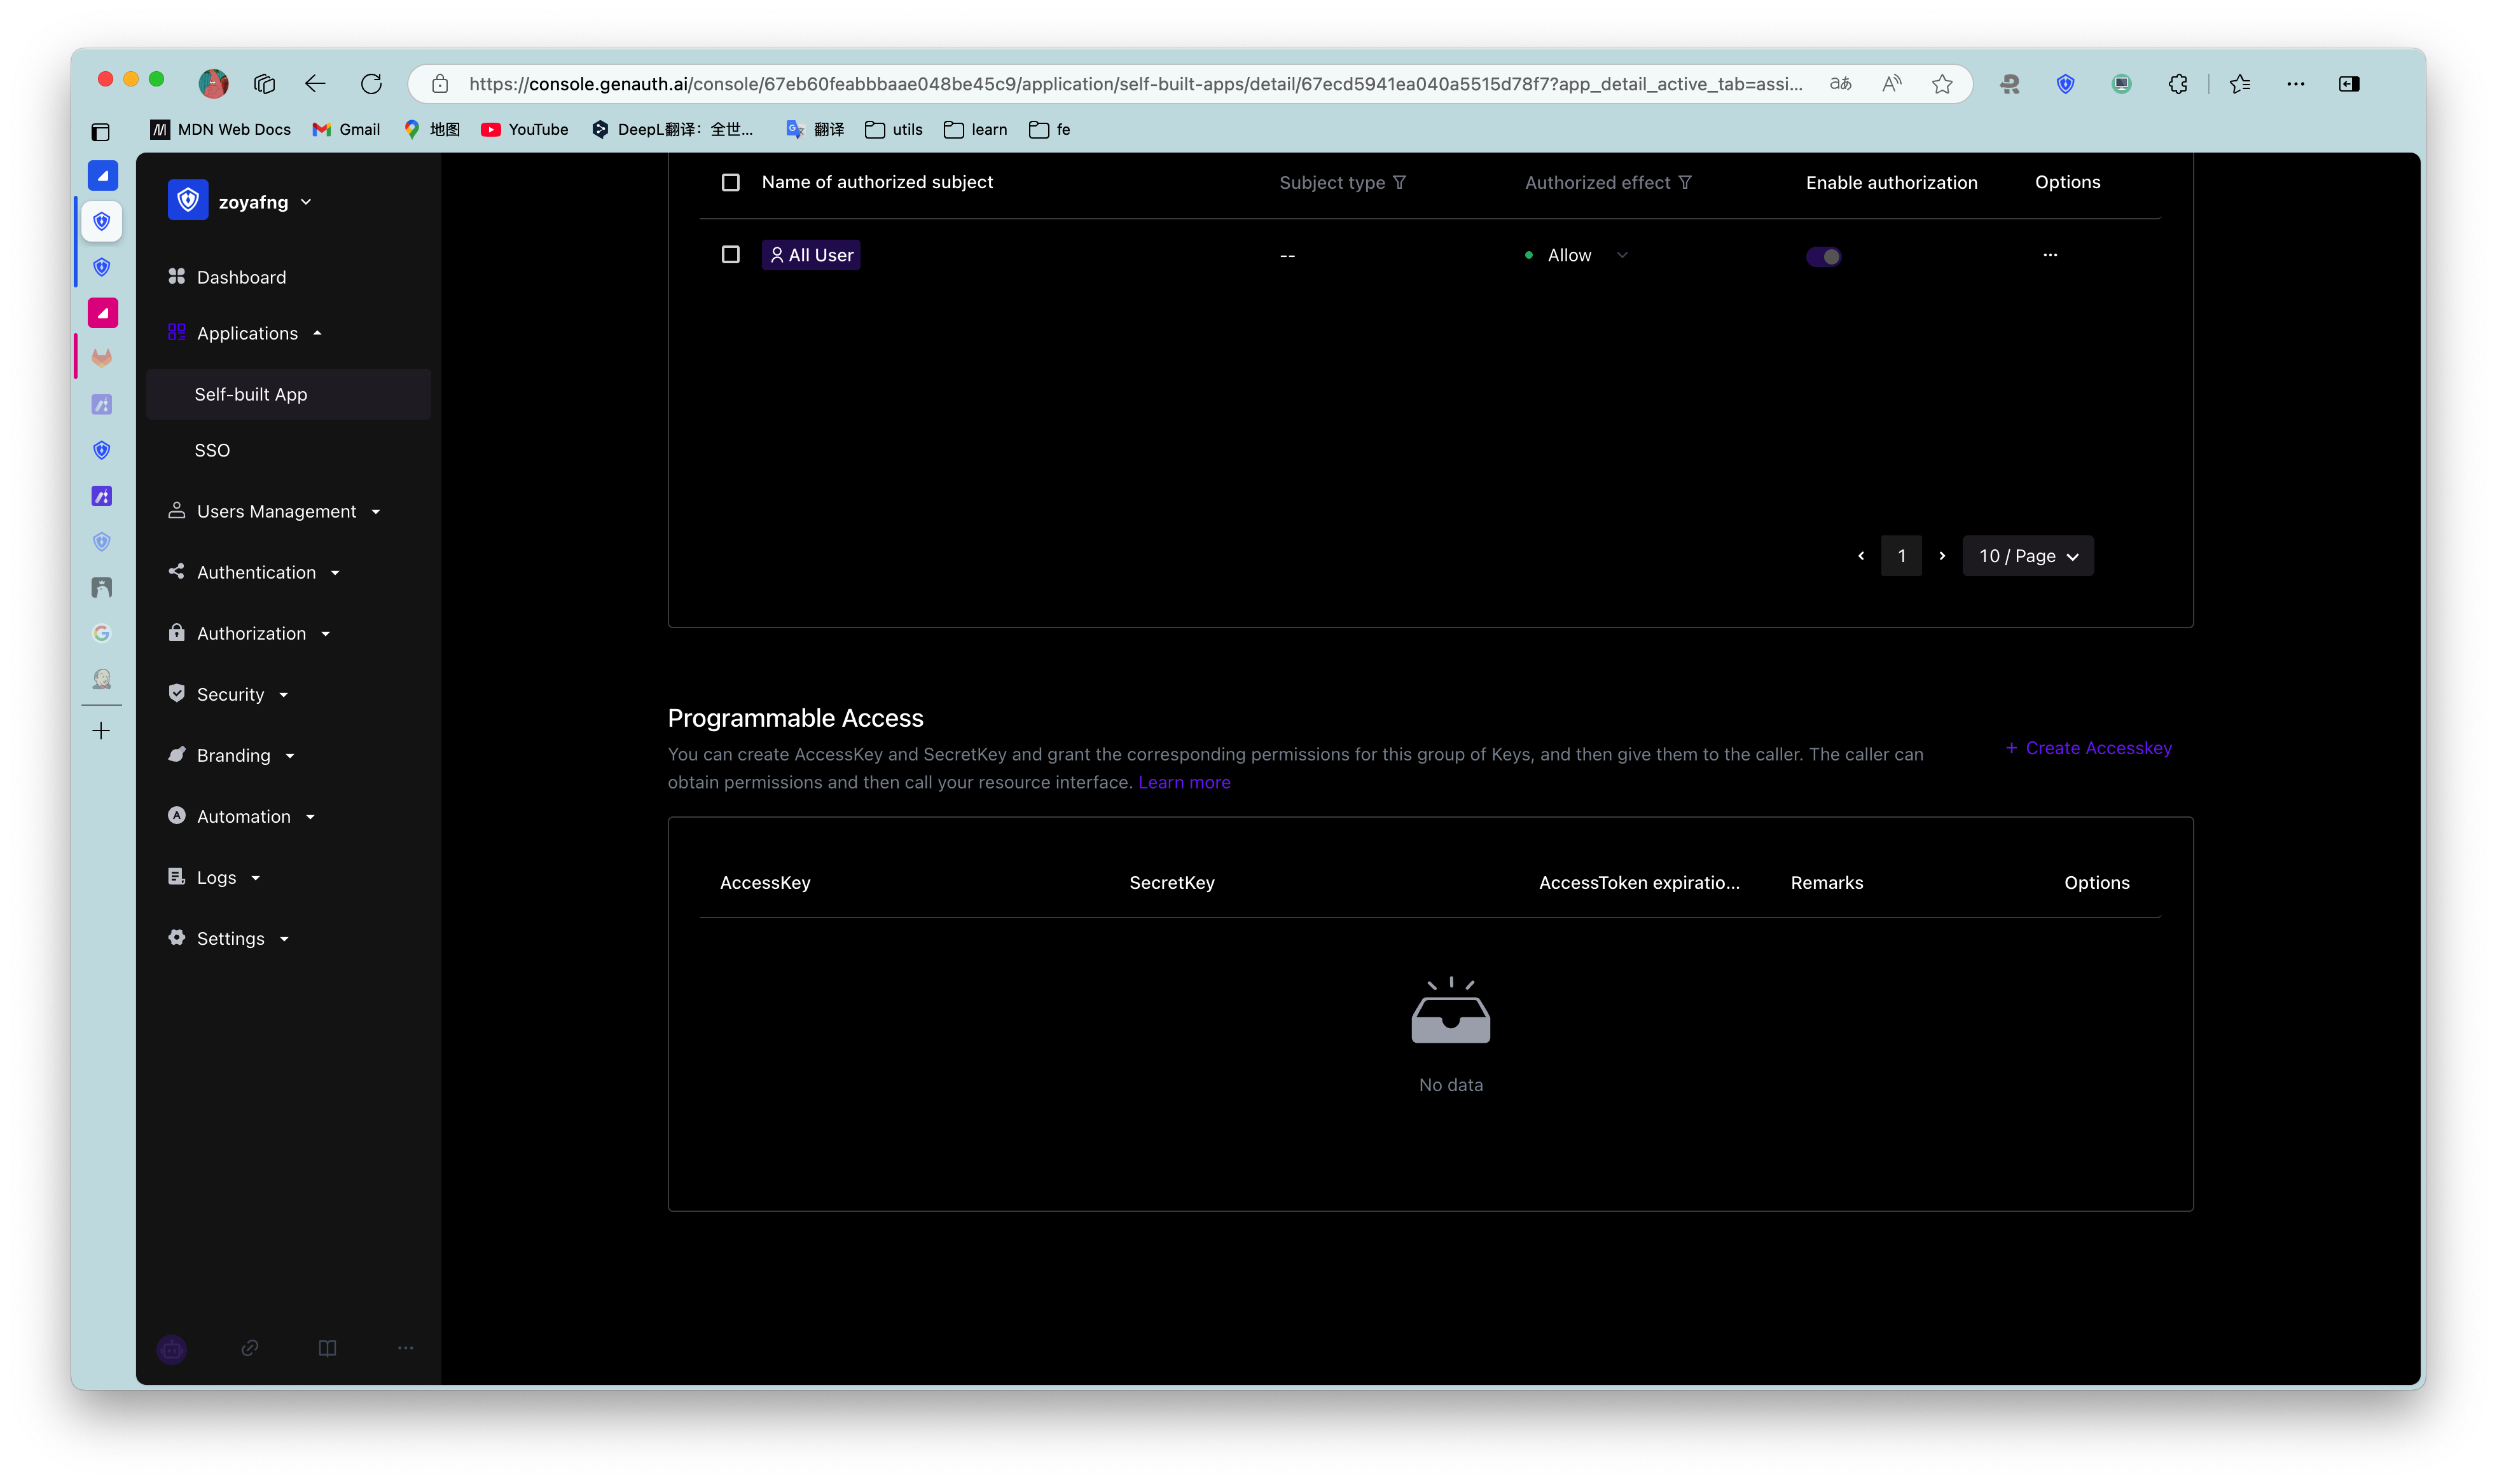 https://console.genauth.ai/console/67eb60feabbbaae048be45c9/application/self-built-apps/detail/67ecd5941ea040a5515d78f7?app_detail_active_tab=assi...
MDN Web Docs
Gmail
地图
YouTube
DeepL翻译：全世...
翻译
utils
learn
fe
zoyafng
Dashboard
Applications
Self-built App
SSO
Users Management
Authentication
Authorization
Security
Branding
Automation
Logs
Settings
Name of authorized subject
Subject type
Authorized effect
Enable authorization
Options
All User
--
Allow
1
10 / Page
Programmable Access
You can create AccessKey and SecretKey and grant the corresponding permissions for this group of Keys, and then give them to the caller. The caller can
obtain permissions and then call your resource interface. Learn more
+ Create Accesskey
AccessKey
SecretKey
AccessToken expiratio...
Remarks
Options
No data